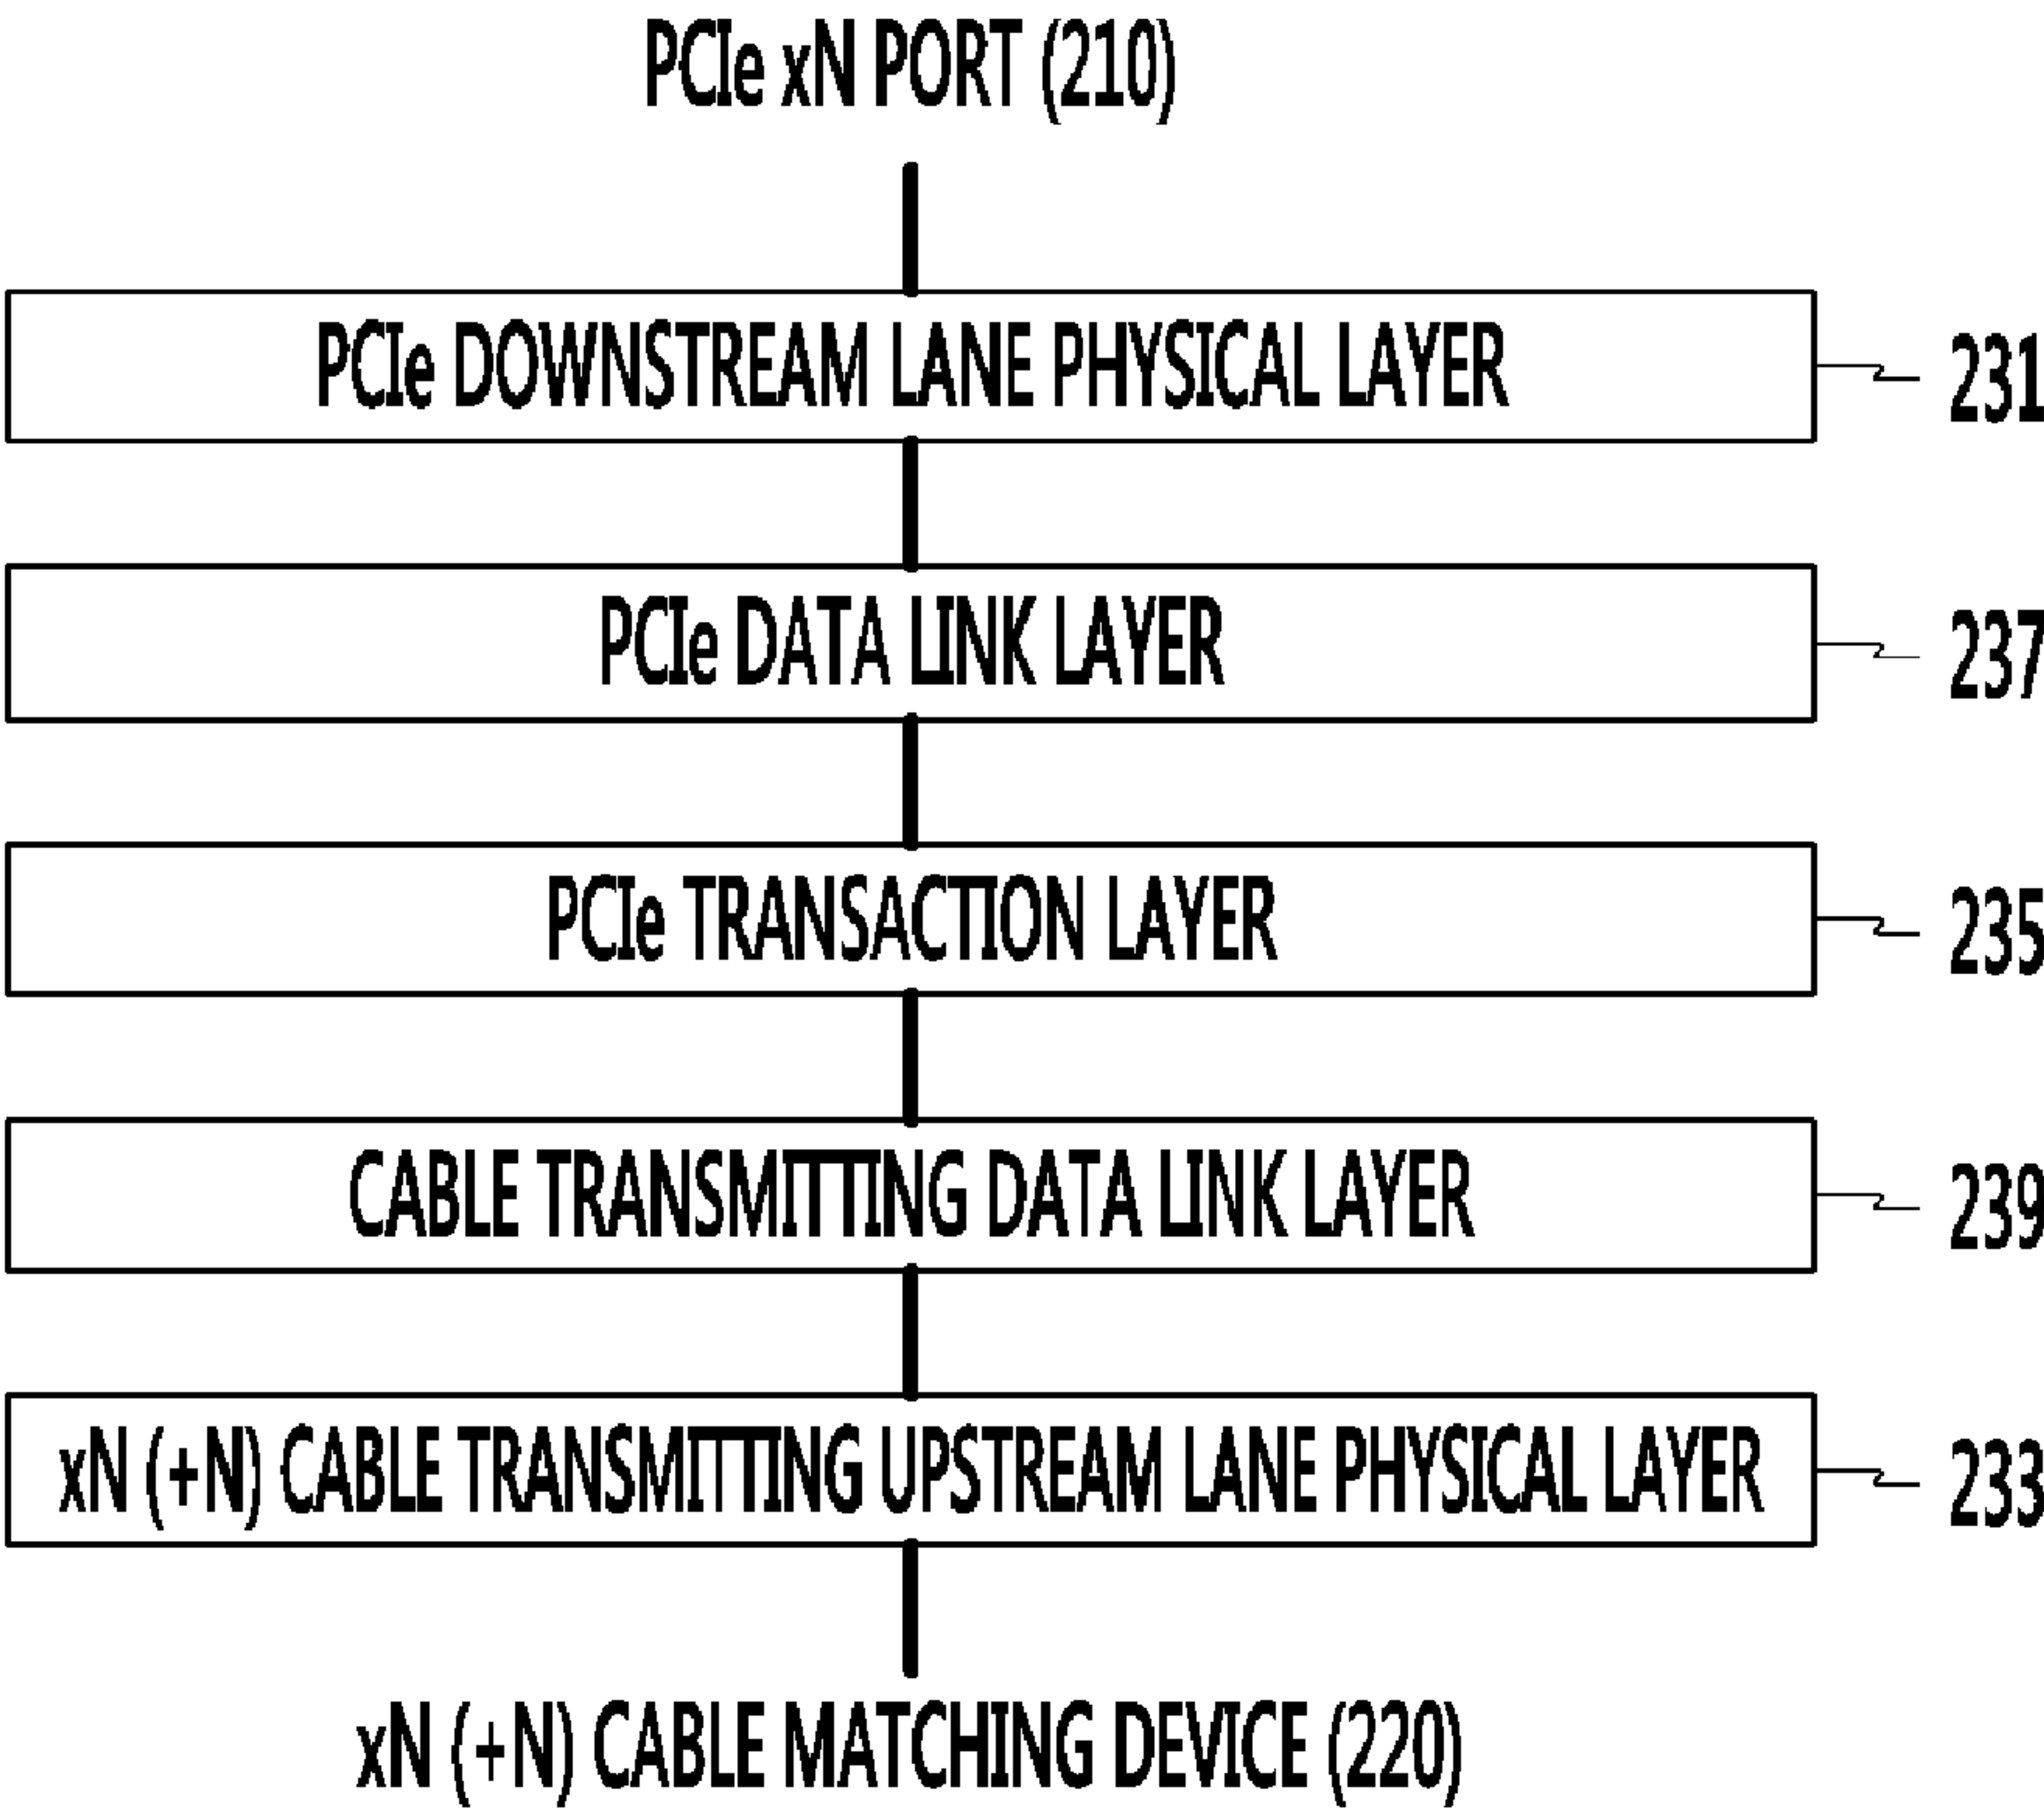 PCIe xN PORT (210)
PCIe DOWNSTREAM LANE PHYSICAL LAYER
231
PCIe DATA LINK LAYER
237
PCIe TRANSACTION LAYER
235
CABLE TRANSMITTING DATA LINK LAYER
239
xN (+N) CABLE TRANSMITTING UPSTREAM LANE PHYSICAL LAYER
233
xN (+N) CABLE MATCHING DEVICE (220)